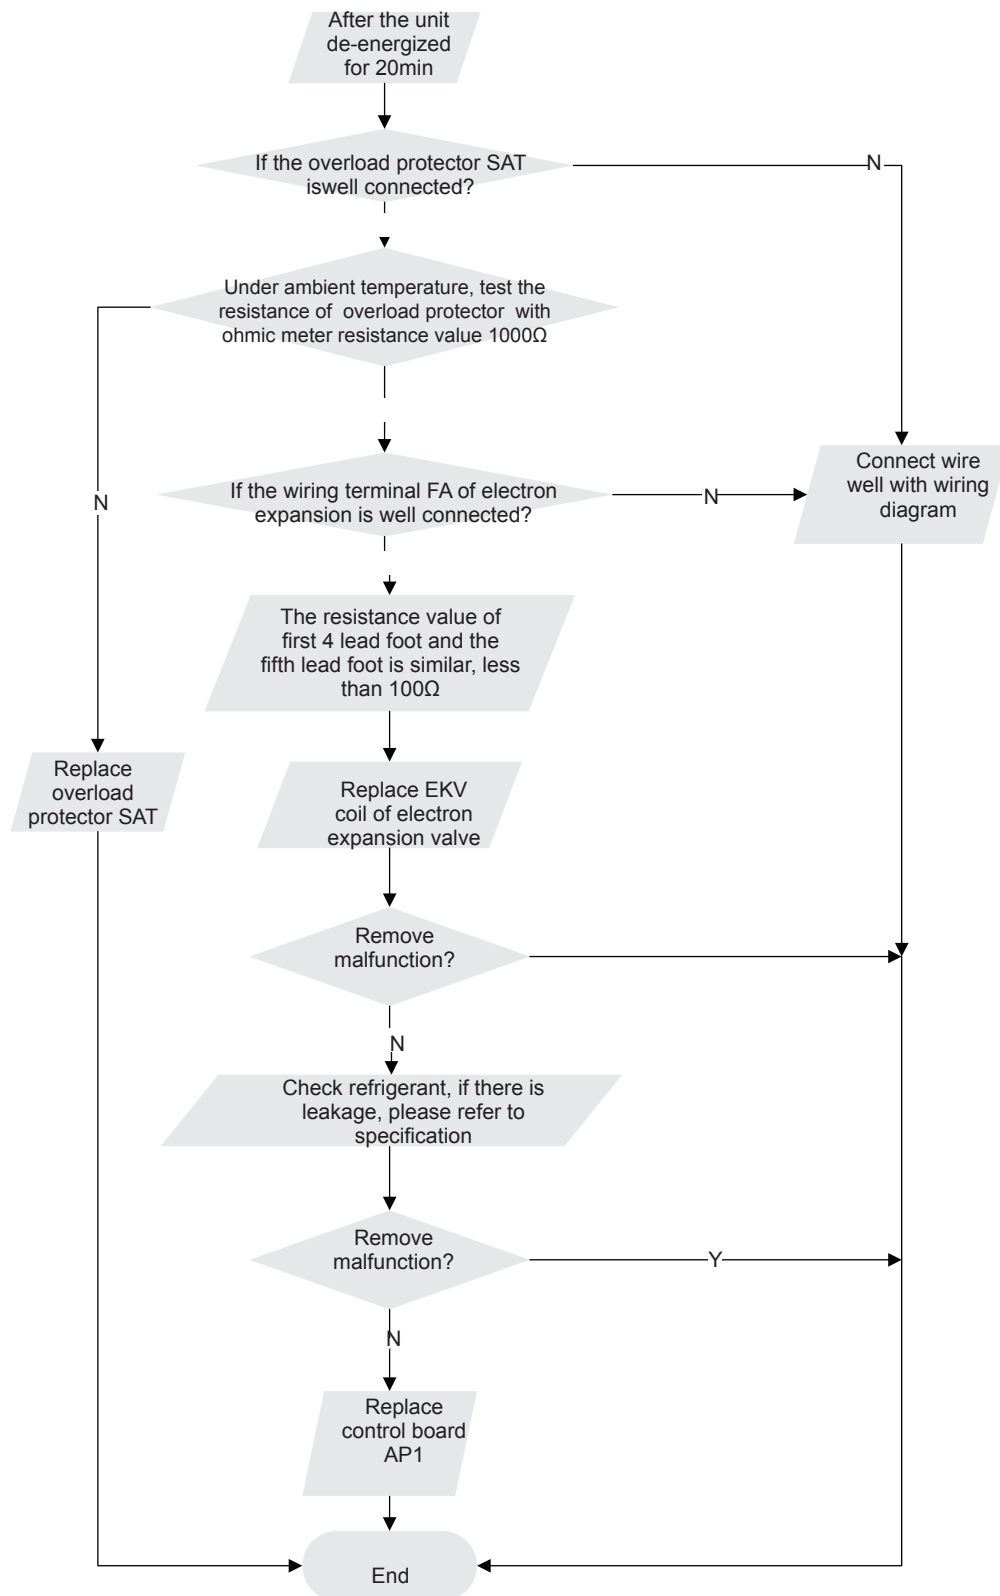 After the unit
de-energized
for 20min
If the overload protector SAT
iswell connected?
N
Under ambient temperature, test the
resistance of overload protector with
ohmic meter resistance value 1000Ω
N
If the wiring terminal FA of electron
expansion is well connected?
N
Connect wire
well with wiring
diagram
The resistance value of
first 4 lead foot and the
fifth lead foot is similar, less
than 100Ω
Replace
overload
protector SAT
Replace EKV
coil of electron
expansion valve
Remove
malfunction?
N
Check refrigerant, if there is
leakage, please refer to
specification
Remove
malfunction?
Y
N
Replace
control board
AP1
End